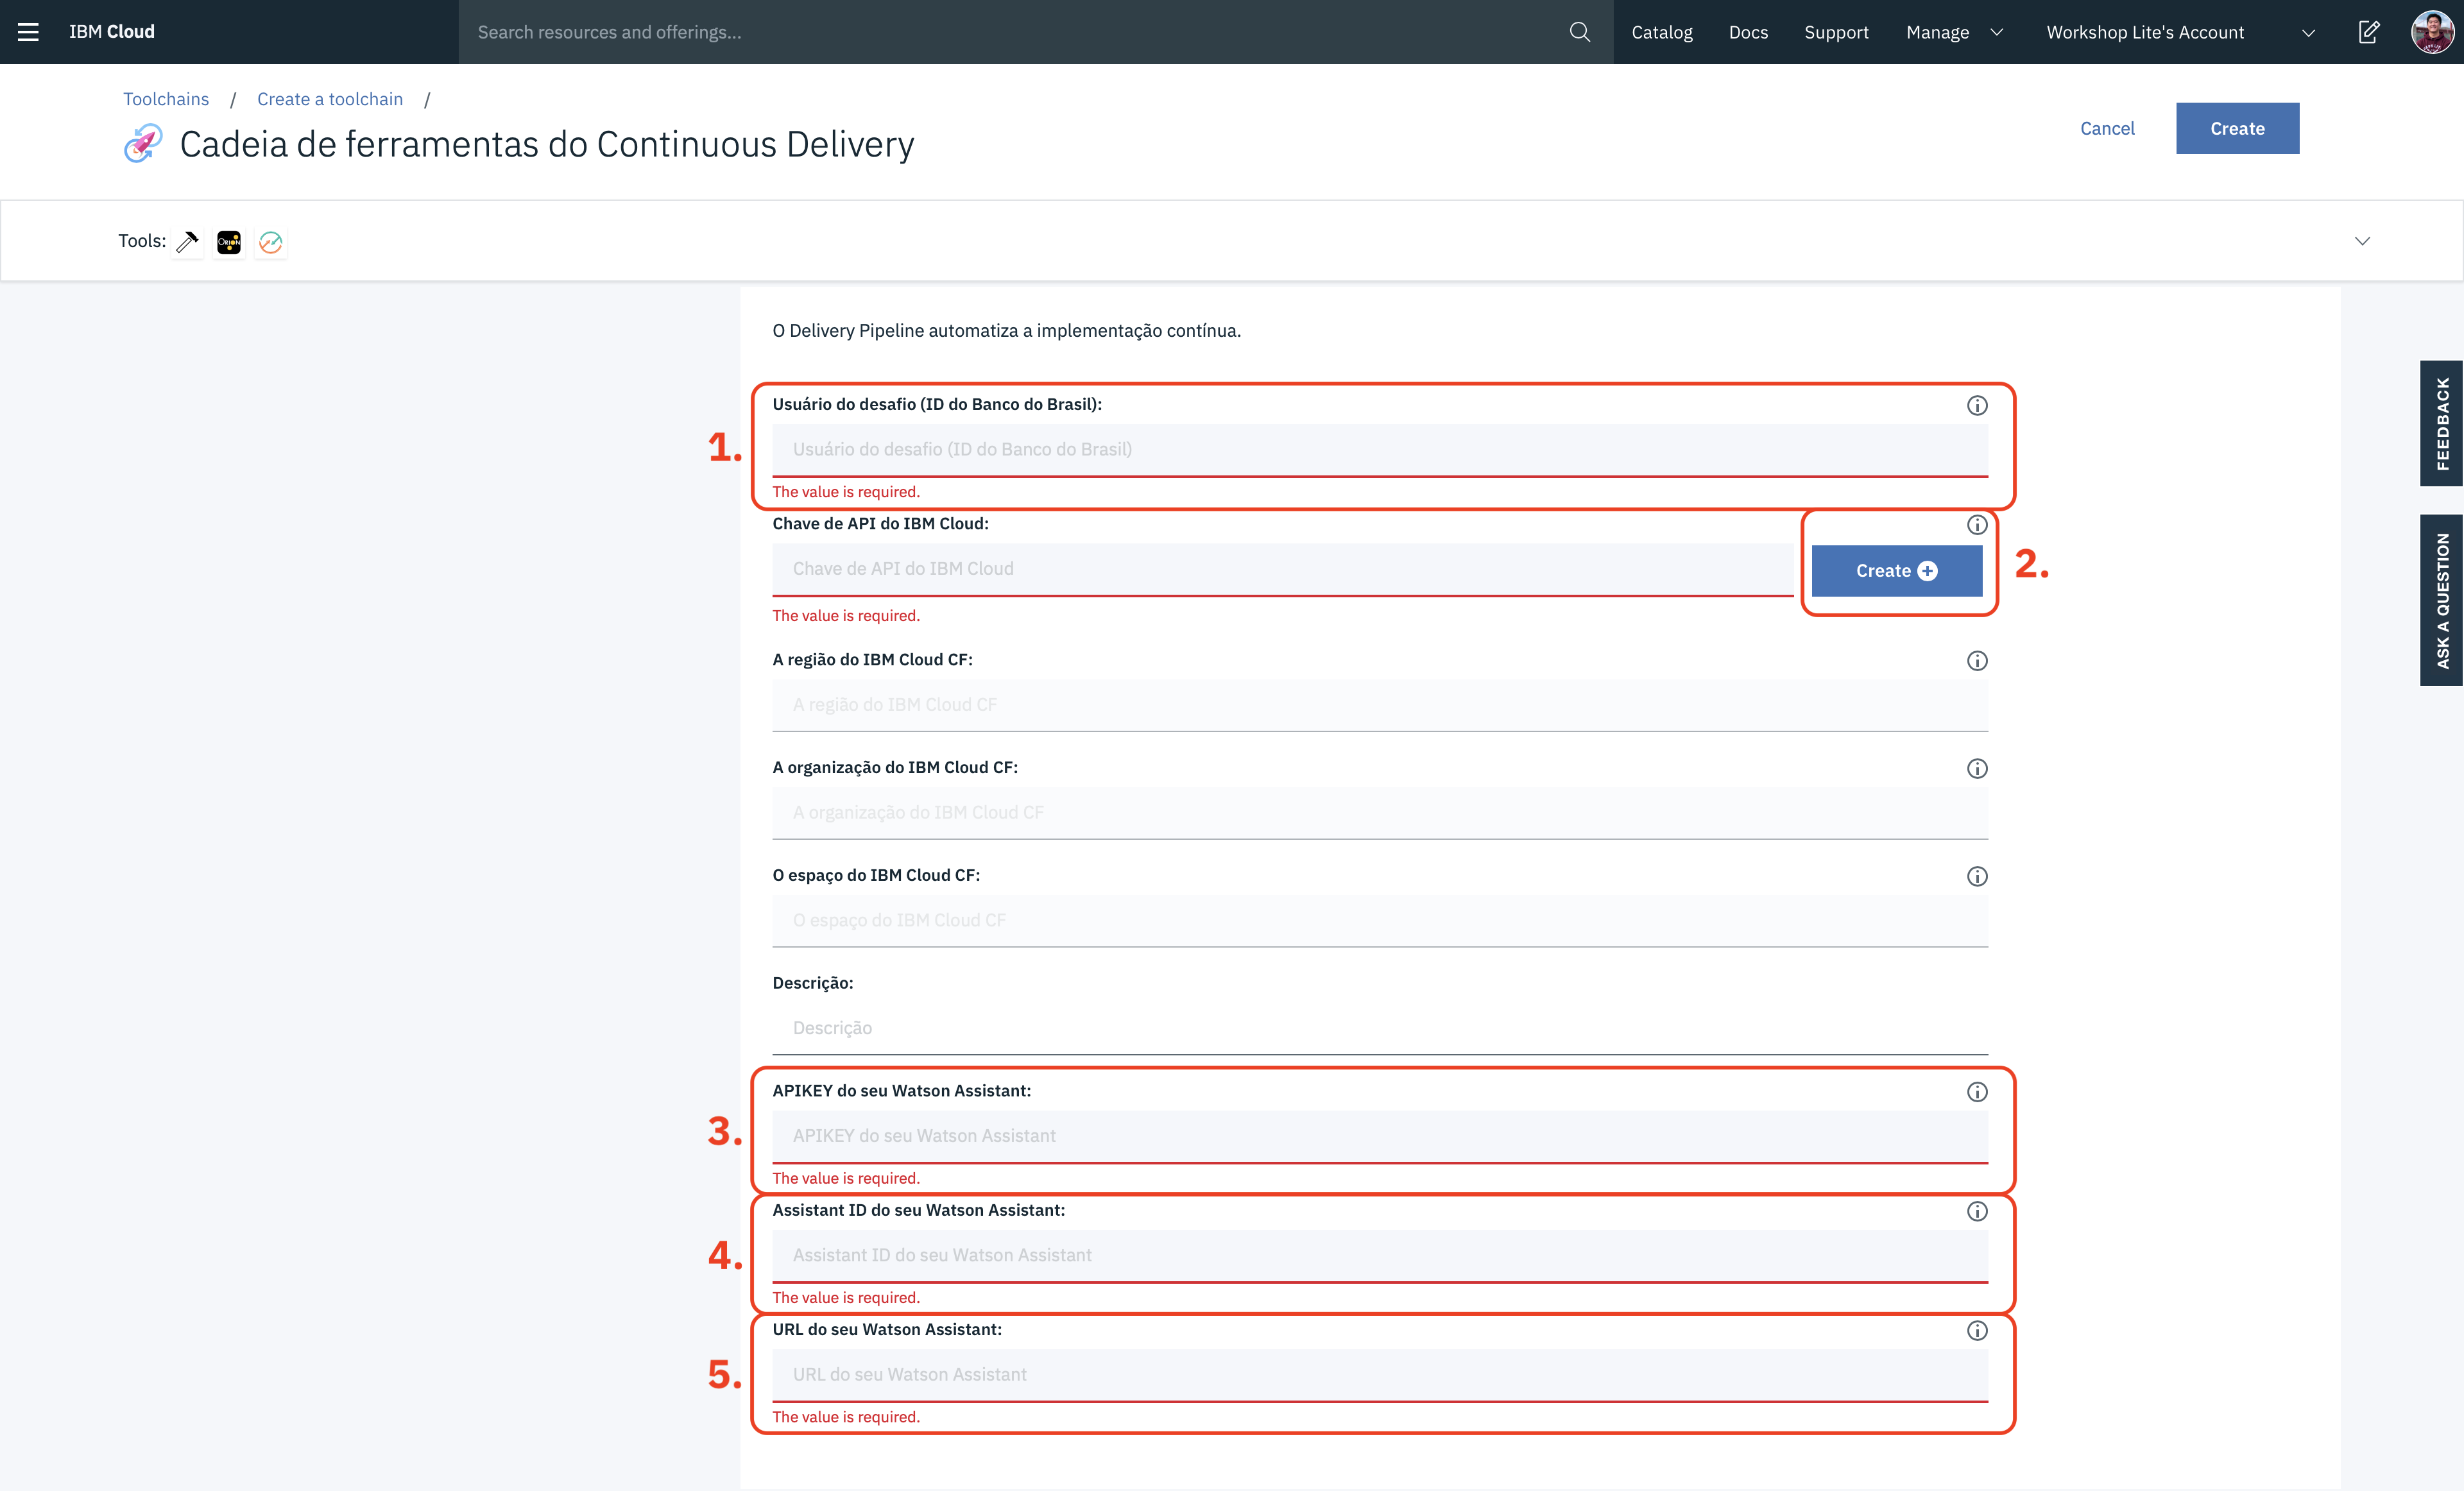 IBM Cloud
Search resources and offerings...
Catalog
Docs
Support
Manage
Workshop Lite's Account
Toolchains / Create a toolchain /
Cadeia de ferramentas do Continuous Delivery
Cancel
Create
Tools:
ORION
O Delivery Pipeline automatiza a implementação contínua.
1.
Usuário do desafio (ID do Banco do Brasil):
Usuário do desafio (ID do Banco do Brasil)
The value is required.
Chave de API do IBM Cloud:
Chave de API do IBM Cloud
Create
2.
The value is required.
A região do IBM Cloud CF:
A região do IBM Cloud CF
A organização do IBM Cloud CF:
A organização do IBM Cloud CF
O espaço do IBM Cloud CF:
O espaço do IBM Cloud CF
Descrição:
Descrição
3.
APIKEY do seu Watson Assistant:
APIKEY do seu Watson Assistant
The value is required.
4.
Assistant ID do seu Watson Assistant:
Assistant ID do seu Watson Assistant
The value is required.
5.
URL do seu Watson Assistant:
URL do seu Watson Assistant
The value is required.
FEEDBACK
ASK A QUESTION